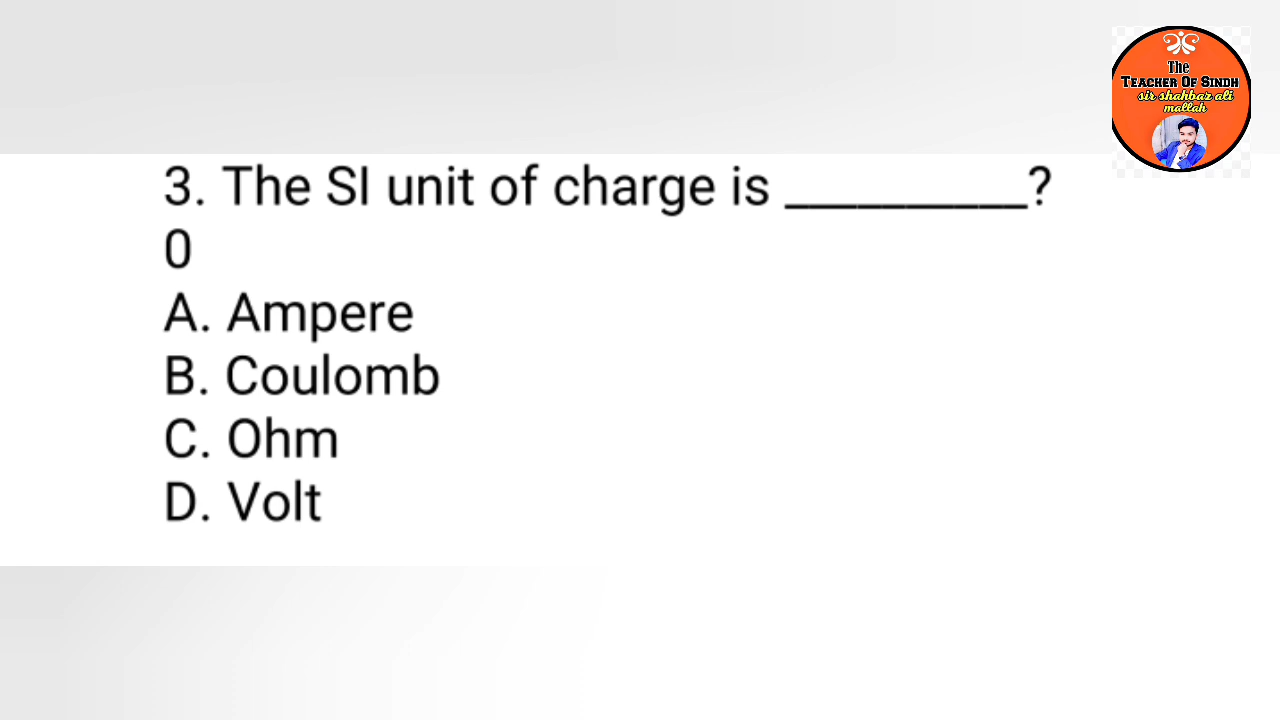 The
TEACHER OF SINDH
sir shahbaz ali
mallah
3. The SI unit of charge is __________?
0
A. Ampere
B. Coulomb
C. Ohm
D. Volt